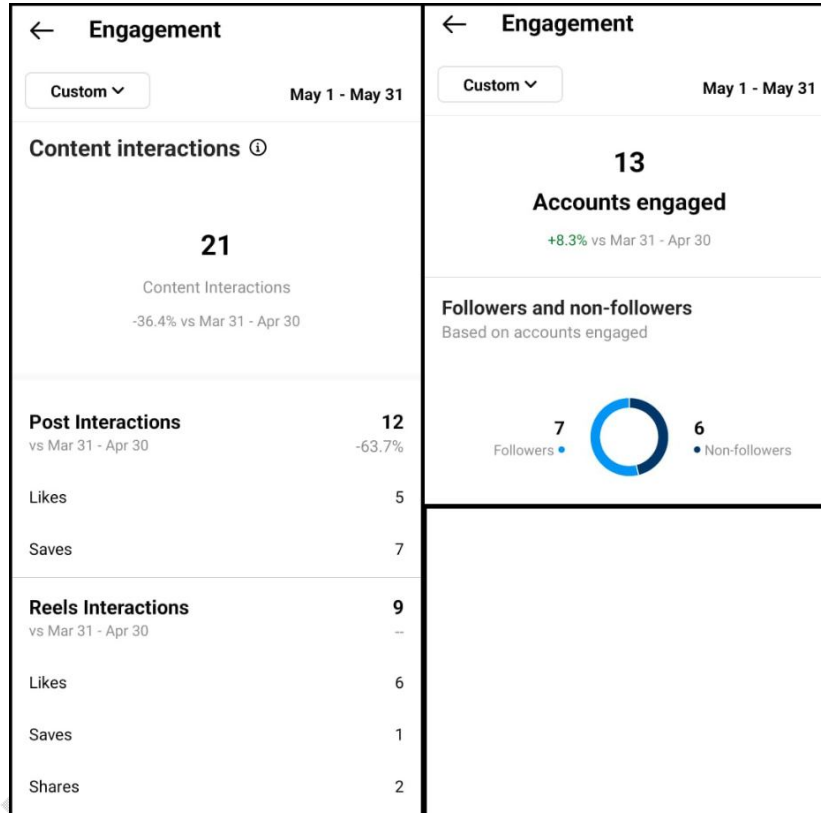 ← Engagement
Custom
May 1 - May 31
Content interactions
21
Content Interactions
-36.4% vs Mar 31 - Apr 30
Post Interactions 12
vs Mar 31 - Apr 30 -63.7%
Likes 5
Saves 7
Reels Interactions 9
vs Mar 31 - Apr 30 --
Likes 6
Saves 1
Shares 2
← Engagement
Custom
May 1 - May 31
13
Accounts engaged
+8.3% vs Mar 31 - Apr 30
Followers and non-followers
Based on accounts engaged
7 6
Followers Non-followers